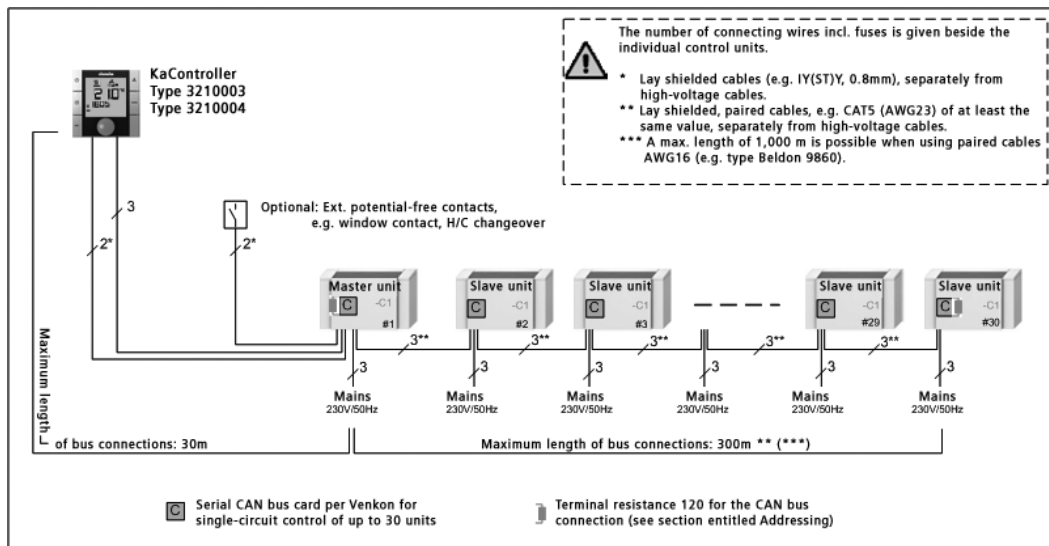 KaController
Type 3210003
Type 3210004
The number of connecting wires incl. fuses is given beside the
individual control units.
* Lay shielded cables (e.g. IY(ST)Y, 0.8mm), separately from
high-voltage cables.
** Lay shielded, paired cables, e.g. CAT5 (AWG23) of at least the
same value, separately from high-voltage cables.
*** A max. length of 1,000 m is possible when using paired cables
AWG16 (e.g. type Beldon 9860).
3
2*
Optional: Ext. potential-free contacts,
e.g. window contact, H/C changeover
2*
Master unit
C -C1
#1
Slave unit
C -C1
#2
Slave unit
C -C1
#3
Slave unit
C -C1
#29
Slave unit
C -C1
#30
3** 3** 3** 3** 3**
3 3 3 3 3 3
Mains Mains Mains Mains Mains Mains
230V/50Hz 230V/50Hz 230V/50Hz 230V/50Hz 230V/50Hz 230V/50Hz
Maximum length
of bus connections: 30m
Maximum length of bus connections: 300m ** (***)
C Serial CAN bus card per Venkon for
single-circuit control of up to 30 units
Terminal resistance 120 for the CAN bus
connection (see section entitled Addressing)